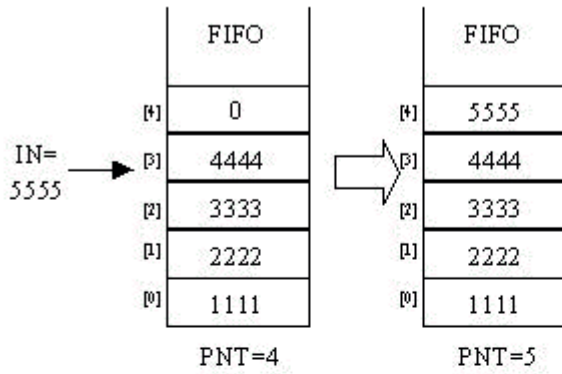 FIFO
FIFO
[4] 0
[4] 5555
IN=
5555
[3] 4444
[3] 4444
[2] 3333
[2] 3333
[1] 2222
[1] 2222
[0] 1111
[0] 1111
PNT=4
PNT=5